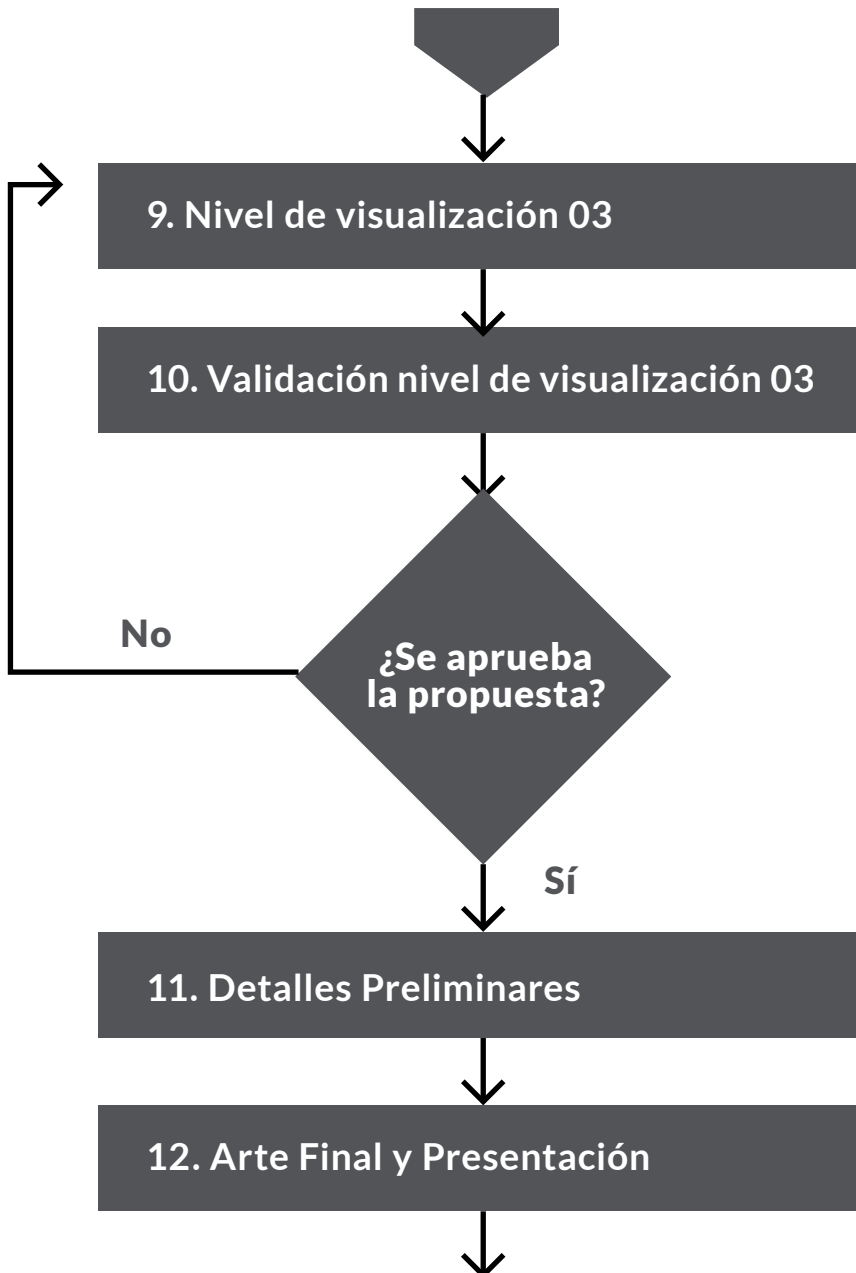 9. Nivel de visualización 03
10. Validación nivel de visualización 03
No
¿Se aprueba
la propuesta?
Sí
11. Detalles Preliminares
12. Arte Final y Presentación